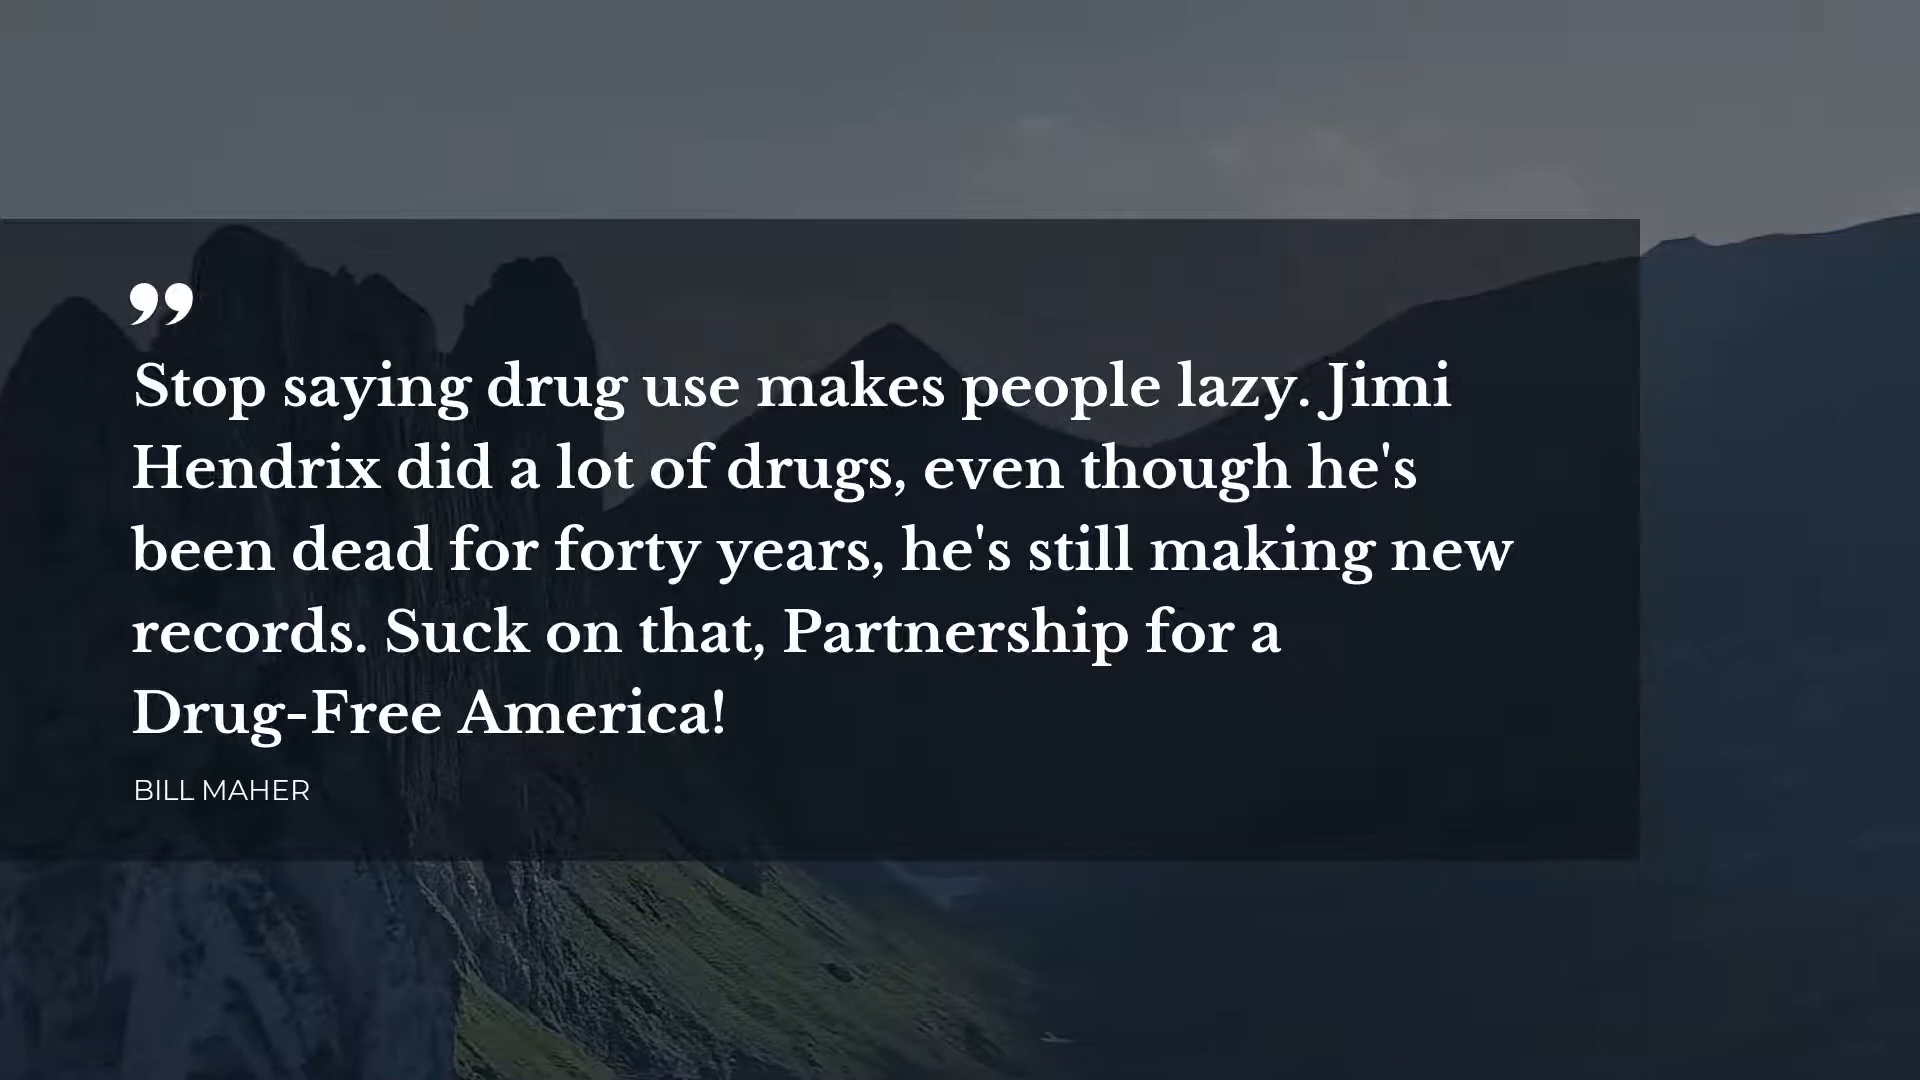 ”
Stop saying drug use makes people lazy. Jimi
Hendrix did a lot of drugs, even though he's
been dead for forty years, he's still making new
records. Suck on that, Partnership for a
Drug-Free America!
BILL MAHER